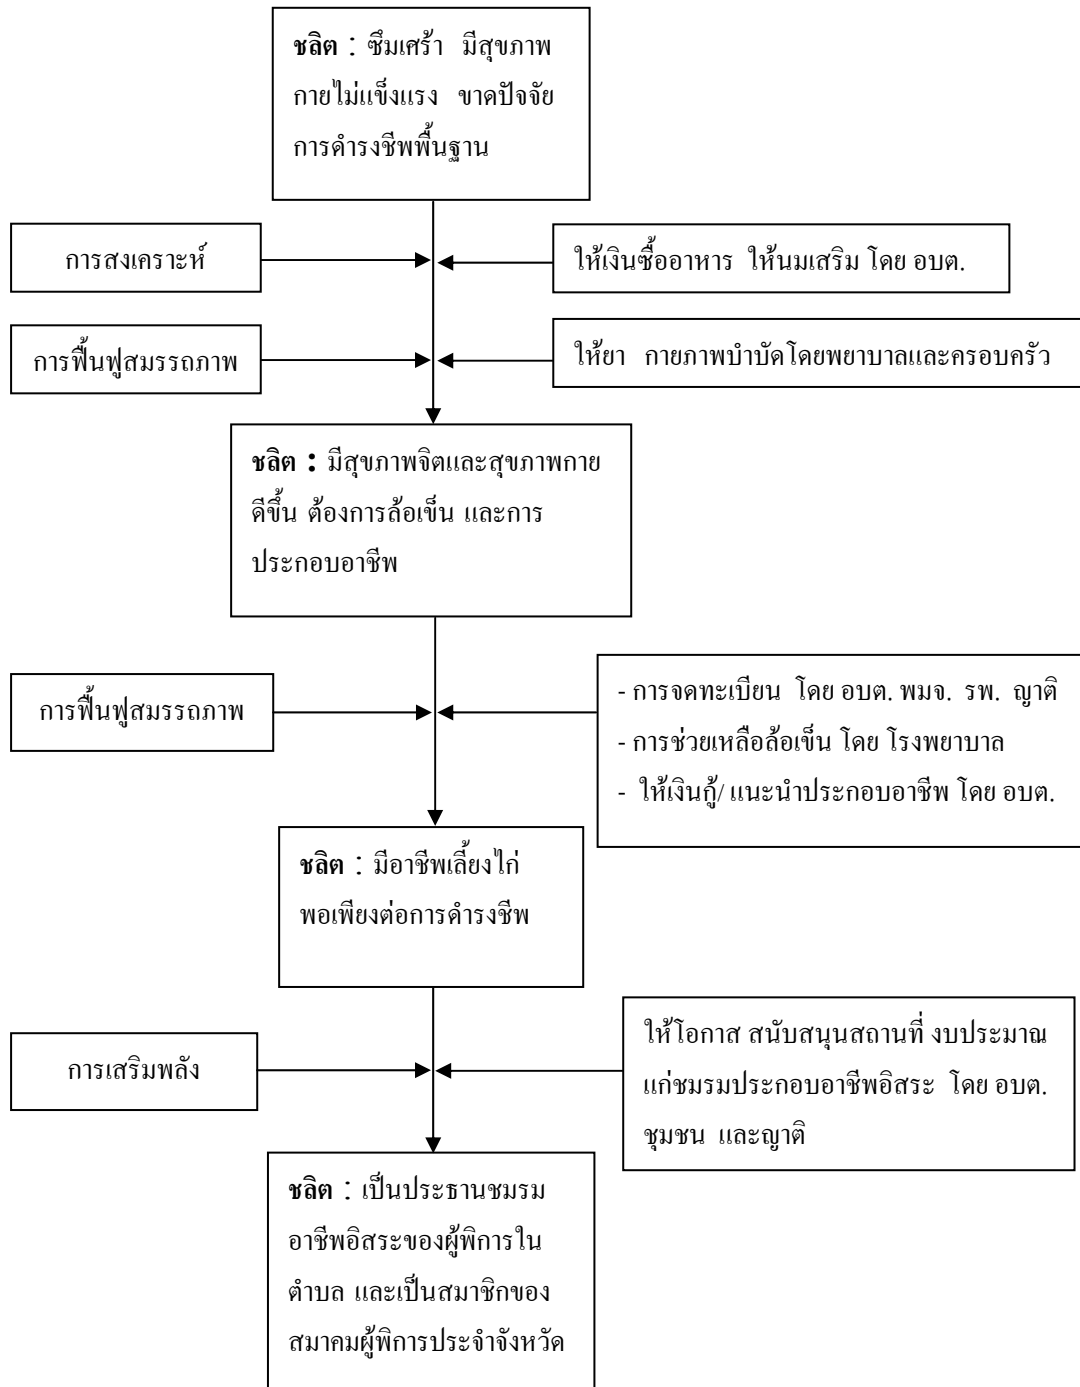 ชลิต : ซึมเศร้า มีสุขภาพ
กายไม่แข็งแรง ขาดปัจจัย
การดำรงชีพพื้นฐาน
การสงเคราะห์
ให้เงินซื้ออาหาร ให้นมเสริม โดย อบต.
การฟื้นฟูสมรรถภาพ
ให้ยา กายภาพบำบัดโดยพยาบาลและครอบครัว
ชลิต : มีสุขภาพจิตและสุขภาพกาย
ดีขึ้น ต้องการล้อเข็น และการ
ประกอบอาชีพ
การฟื้นฟูสมรรถภาพ
- การจดทะเบียน โดย อบต. พมจ. รพ. ญาติ
- การช่วยเหลือล้อเข็น โดย โรงพยาบาล
- ให้เงินกู้/ แนะนำประกอบอาชีพ โดย อบต.
ชลิต : มีอาชีพเลี้ยงไก่
พอเพียงต่อการดำรงชีพ
การเสริมพลัง
ให้โอกาส สนับสนุนสถานที่ งบประมาณ
แก่ชมรมประกอบอาชีพอิสระ โดย อบต.
ชุมชน และญาติ
ชลิต : เป็นประธานชมรม
อาชีพอิสระของผู้พิการใน
ตำบล และเป็นสมาชิกของ
สมาคมผู้พิการประจำจังหวัด